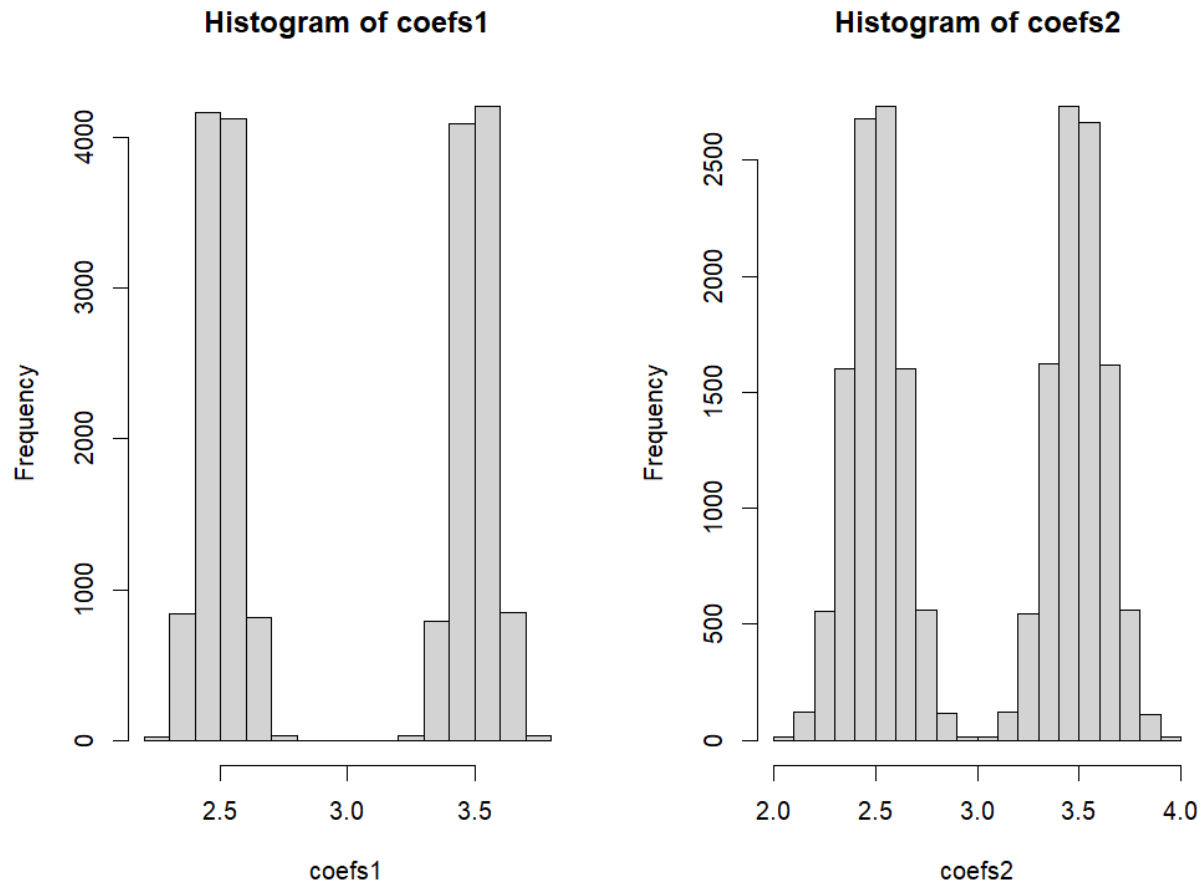 Histogram of coefs1
Frequency
4000
3000
2000
1000
0
2.5 3.0 3.5
coefs1
Histogram of coefs2
Frequency
2500
2000
1500
1000
500
0
2.0 2.5 3.0 3.5 4.0
coefs2